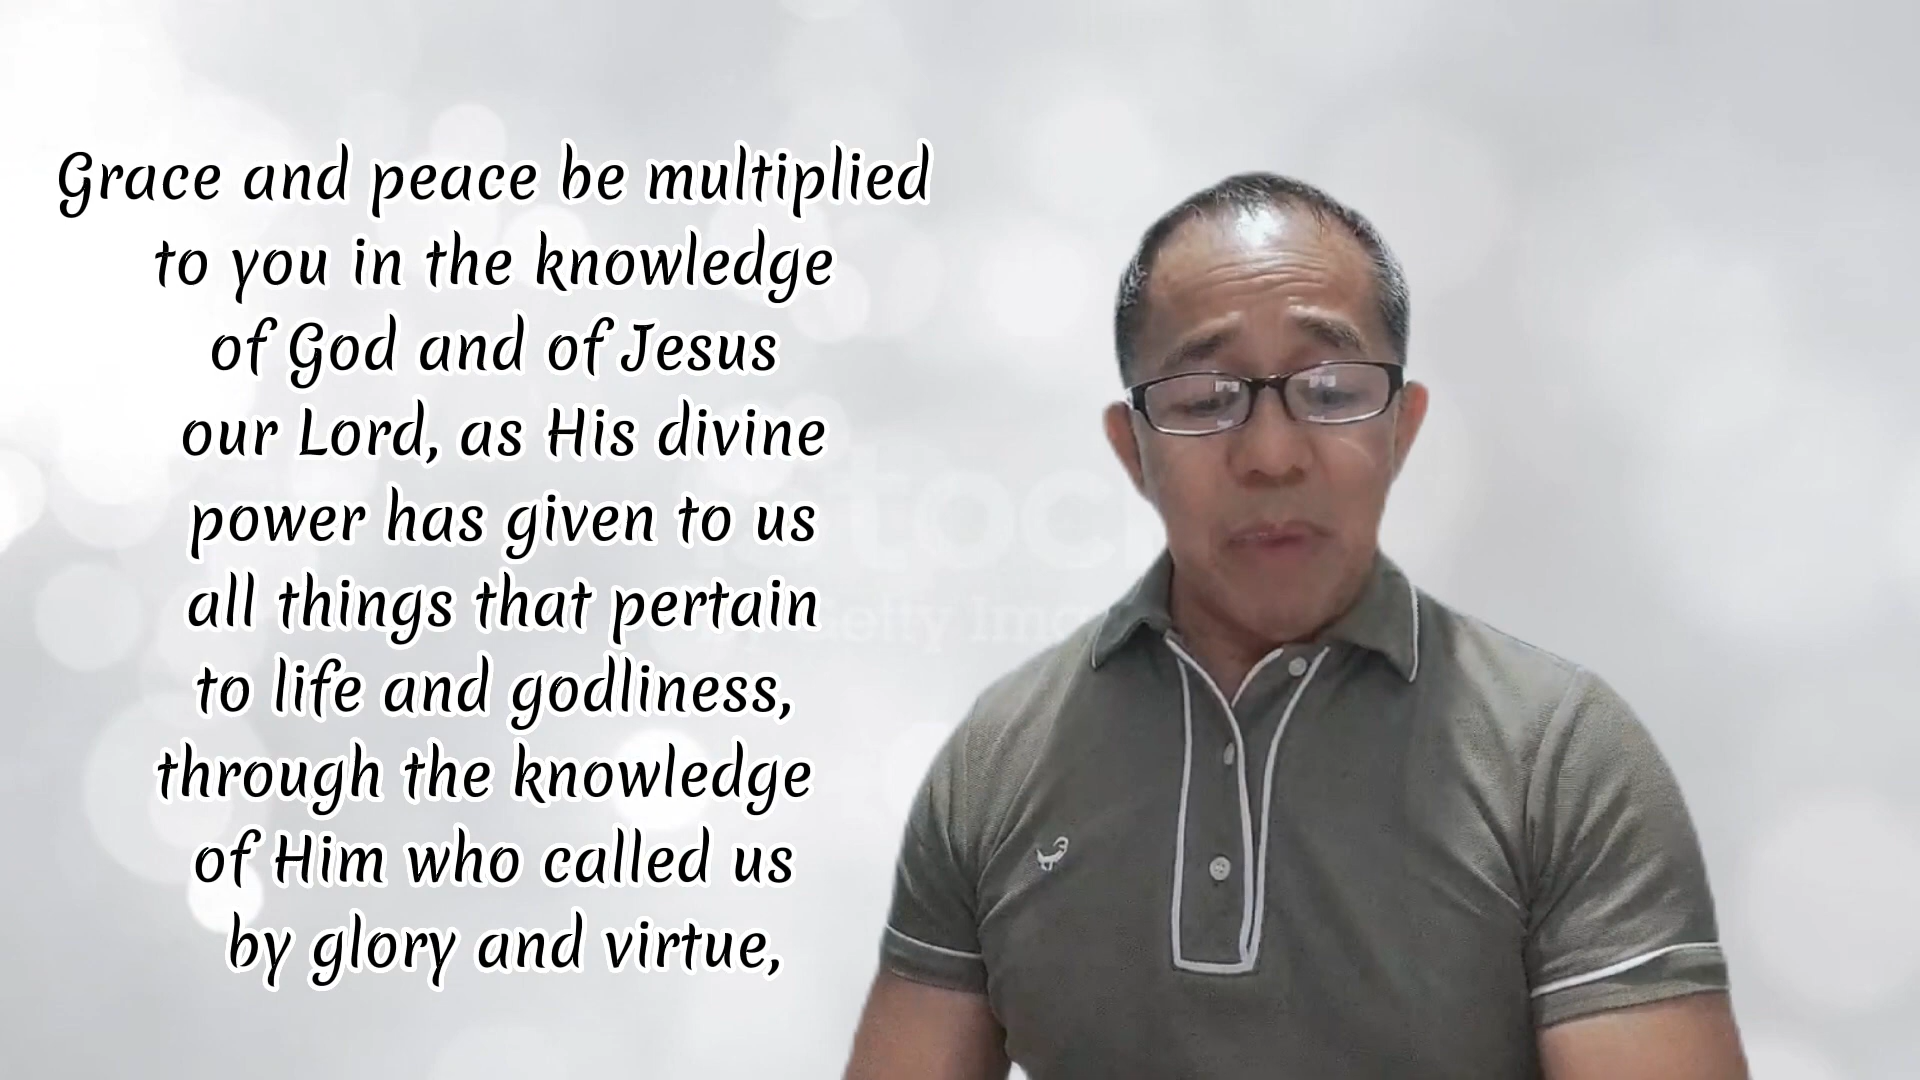 Grace and peace be multiplied
to you in the knowledge
of God and of Jesus
our Lord, as His divine
power has given to us
all things that pertain
to life and godliness,
through the knowledge
of Him who called us
by glory and virtue,